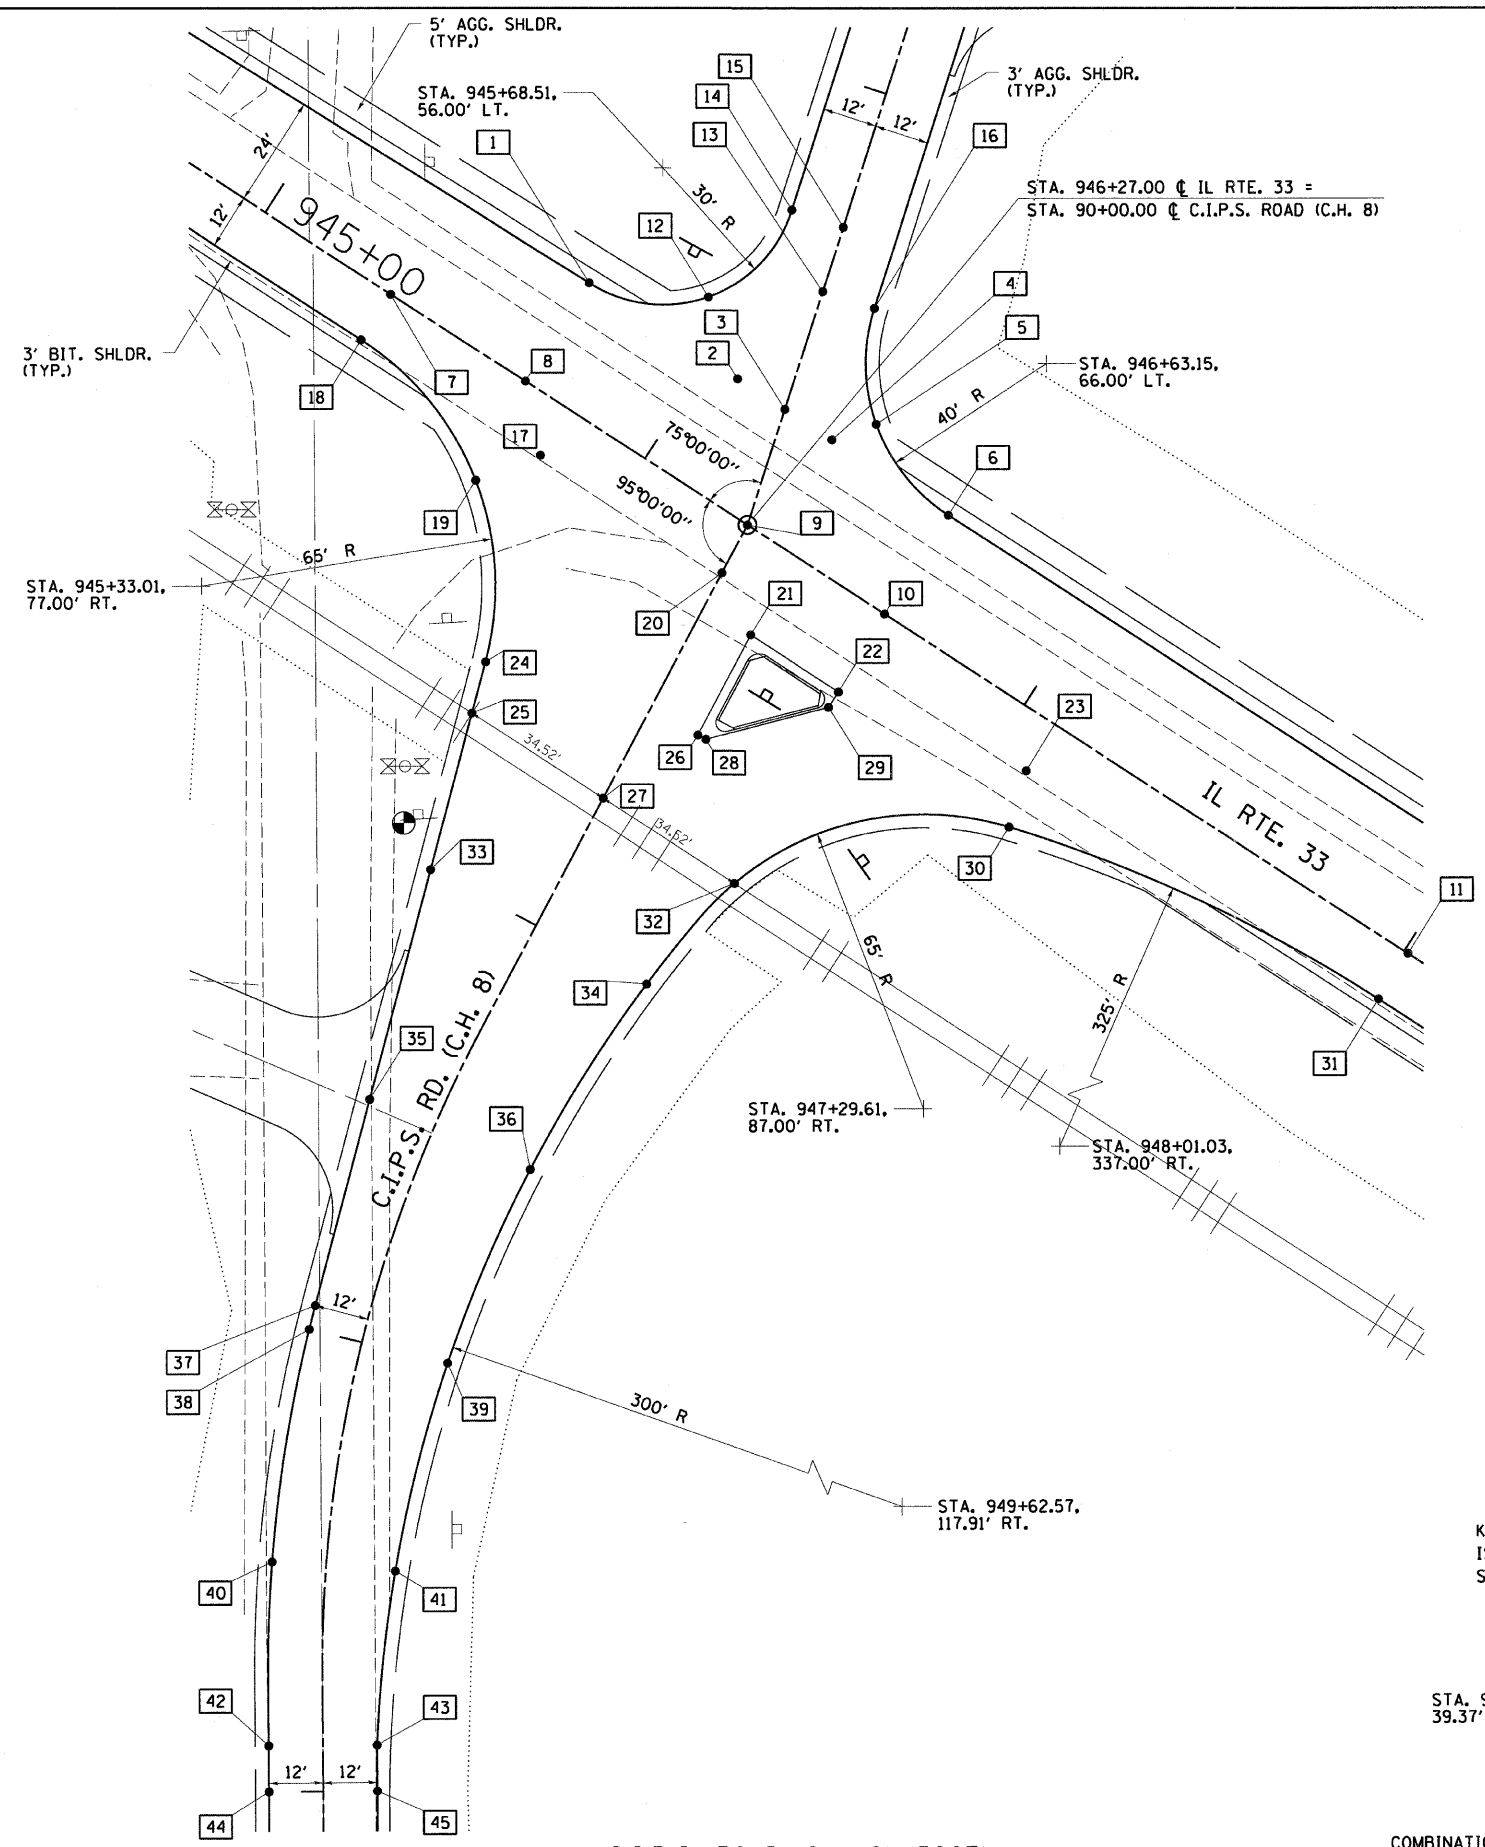 5' AGG. SHLDR.
(TYP.)
STA. 945+68.51,
56.00' LT.
15
14
13
1
12'
12'
3' AGG. SHLDR.
(TYP.)
16
24'
12'
945+00
30' R
12
STA. 946+27.00 ℄ IL RTE. 33 =
STA. 90+00.00 ℄ C.I.P.S. ROAD (C.H. 8)
4
5
3
2
3' BIT. SHLDR.
(TYP.)
18
7
8
STA. 946+63.15,
66.00' LT.
40' R
17
75°00'00"
95°00'00"
6
19
9
65' R
STA. 945+33.01,
77.00' RT.
10
20
21
22
24
25
23
34.52'
26
28
29
27
34.52'
IL RTE. 33
33
30
32
11
65' R
34
325' R
35
31
C.I.P.S. RD. (C.H. 8)
36
STA. 947+29.61,
87.00' RT.
STA. 948+01.03,
337.00' RT.
12'
37
38
39
300' R
STA. 949+62.57,
117.91' RT.
K
S
40
41
42
43
STA. 9
39.37'
12'
12'
44
45
COMBINATIO